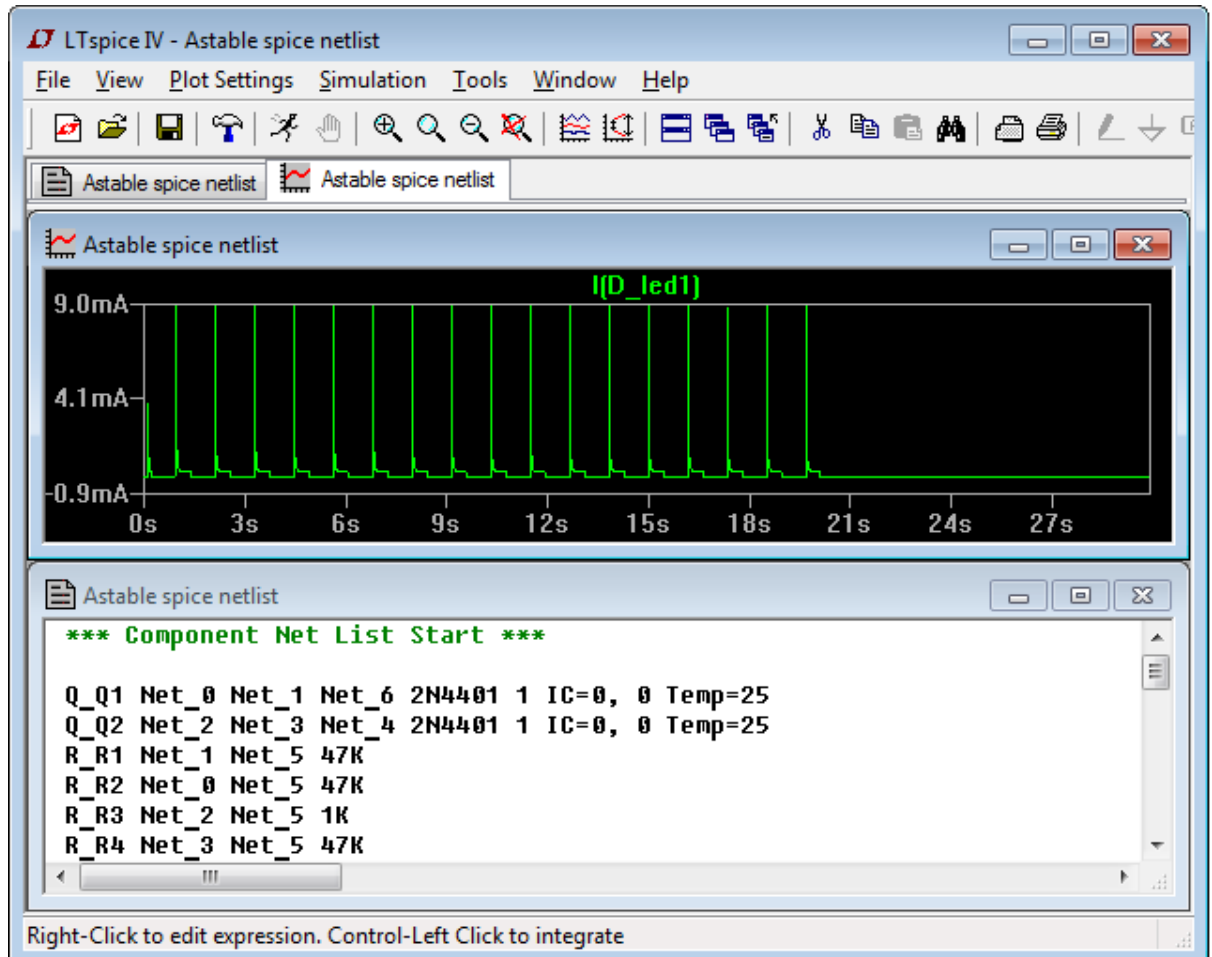 LTspice IV - Astable spice netlist
File View Plot Settings Simulation Tools Window Help
Astable spice netlist
Astable spice netlist
Astable spice netlist
I(D_led1)
9.0mA
4.1mA
-0.9mA
0s 3s 6s 9s 12s 15s 18s 21s 24s 27s
Astable spice netlist
*** Component Net List Start ***
Q_Q1 Net_0 Net_1 Net_6 2N4401 1 IC=0, 0 Temp=25
Q_Q2 Net_2 Net_3 Net_4 2N4401 1 IC=0, 0 Temp=25
R_R1 Net_1 Net_5 47K
R_R2 Net_0 Net_5 47K
R_R3 Net_2 Net_5 1K
R_R4 Net_3 Net_5 47K
Right-Click to edit expression. Control-Left Click to integrate